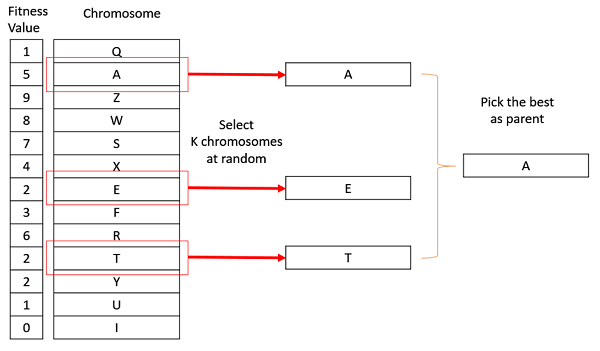 Fitness
Value
Chromosome
1 Q
5 A
9 Z
8 W
7 S
4 X
2 E
3 F
6 R
2 T
2 Y
1 U
0 I
Select
K chromosomes
at random
A
E
T
Pick the best
as parent
A